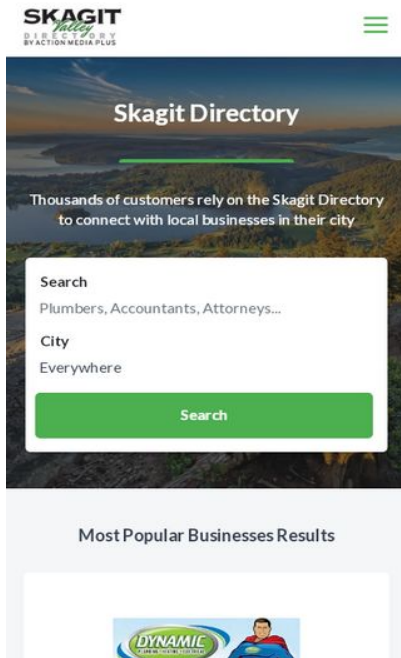 SKAGIT
Valley
DIRECTORY
BY ACTION MEDIA PLUS
Skagit Directory
Thousands of customers rely on the Skagit Directory
to connect with local businesses in their city
Search
Plumbers, Accountants, Attorneys...
City
Everywhere
Search
Most Popular Businesses Results
DYNAMIC